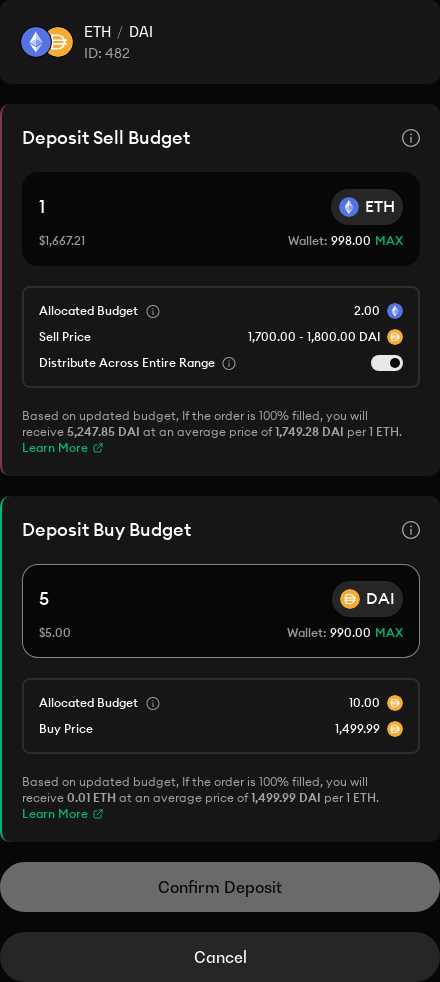 ETH / DAI
ID: 482
Deposit Sell Budget
1
ETH
$1,667.21
Wallet: 998.00 MAX
Allocated Budget
2.00
Sell Price
1,700.00 - 1,800.00 DAI
Distribute Across Entire Range
Based on updated budget, If the order is 100% filled, you will
receive 5,247.85 DAI at an average price of 1,749.28 DAI per 1 ETH.
Learn More
Deposit Buy Budget
5
DAI
$5.00
Wallet: 990.00 MAX
Allocated Budget
10.00
Buy Price
1,499.99
Based on updated budget, If the order is 100% filled, you will
receive 0.01 ETH at an average price of 1,499.99 DAI per 1 ETH.
Learn More
Confirm Deposit
Cancel